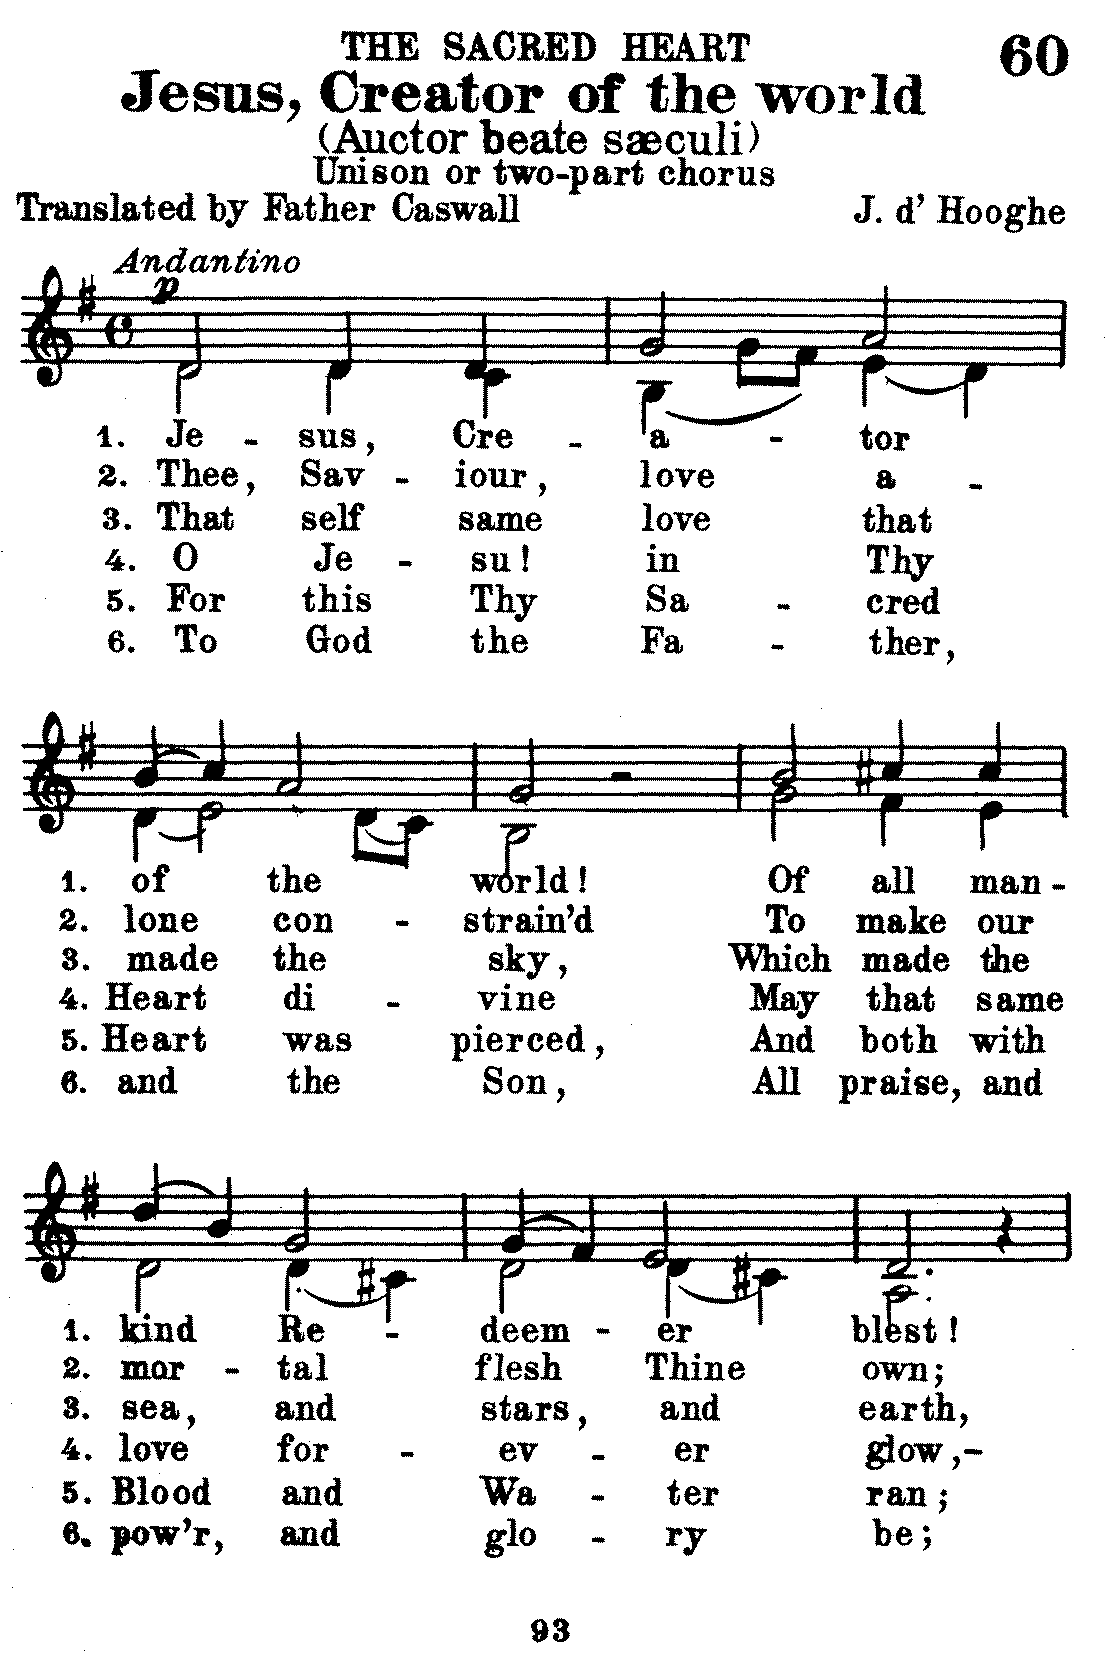 THE SACRED HEART 60
Jesus, Creator of the world
(Auctor beate sæculi)
Unison or two-part chorus
Translated by Father Caswall J. d' Hooghe
Andantino
p
1. Je - sus, Cre - a - tor
2. Thee, Sav - iour, love a -
3. That self same love that
4. O Je - su! in Thy
5. For this Thy Sa - cred
6. To God the Fa - ther,
1. of the world! Of all man -
2. lone con - strain'd To make our
3. made the sky, Which made the
4. Heart di - vine May that same
5. Heart was pierced, And both with
6. and the Son, All praise, and
1. kind Re - deem - er blest!
2. mor - tal flesh Thine own;
3. sea, and stars, and earth,
4. love for - ev - er glow,-
5. Blood and Wa - ter ran;
6. pow'r, and glo - ry be;
93